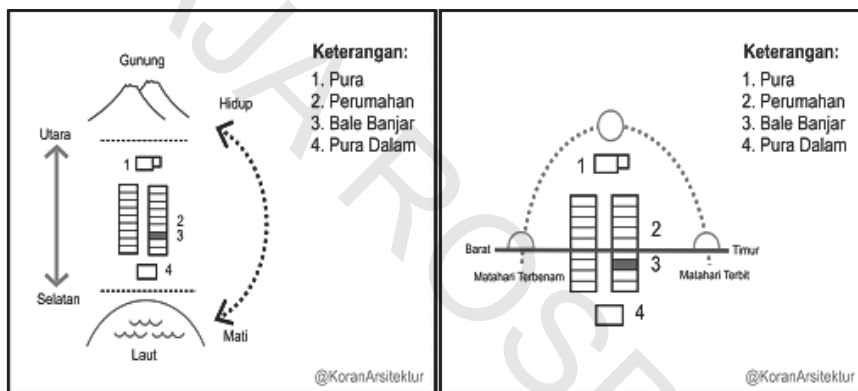 Gunung
Hidup
Utara
1
2
3
4
Selatan
Mati
Laut
Keterangan:
1. Pura
2. Perumahan
3. Bale Banjar
4. Pura Dalam
@KoranArsitektur
Keterangan:
1. Pura
2. Perumahan
3. Bale Banjar
4. Pura Dalam
1
2
Barat
Timur
Matahari Terbenam
3
Matahari Terbit
4
@KoranArsitektur